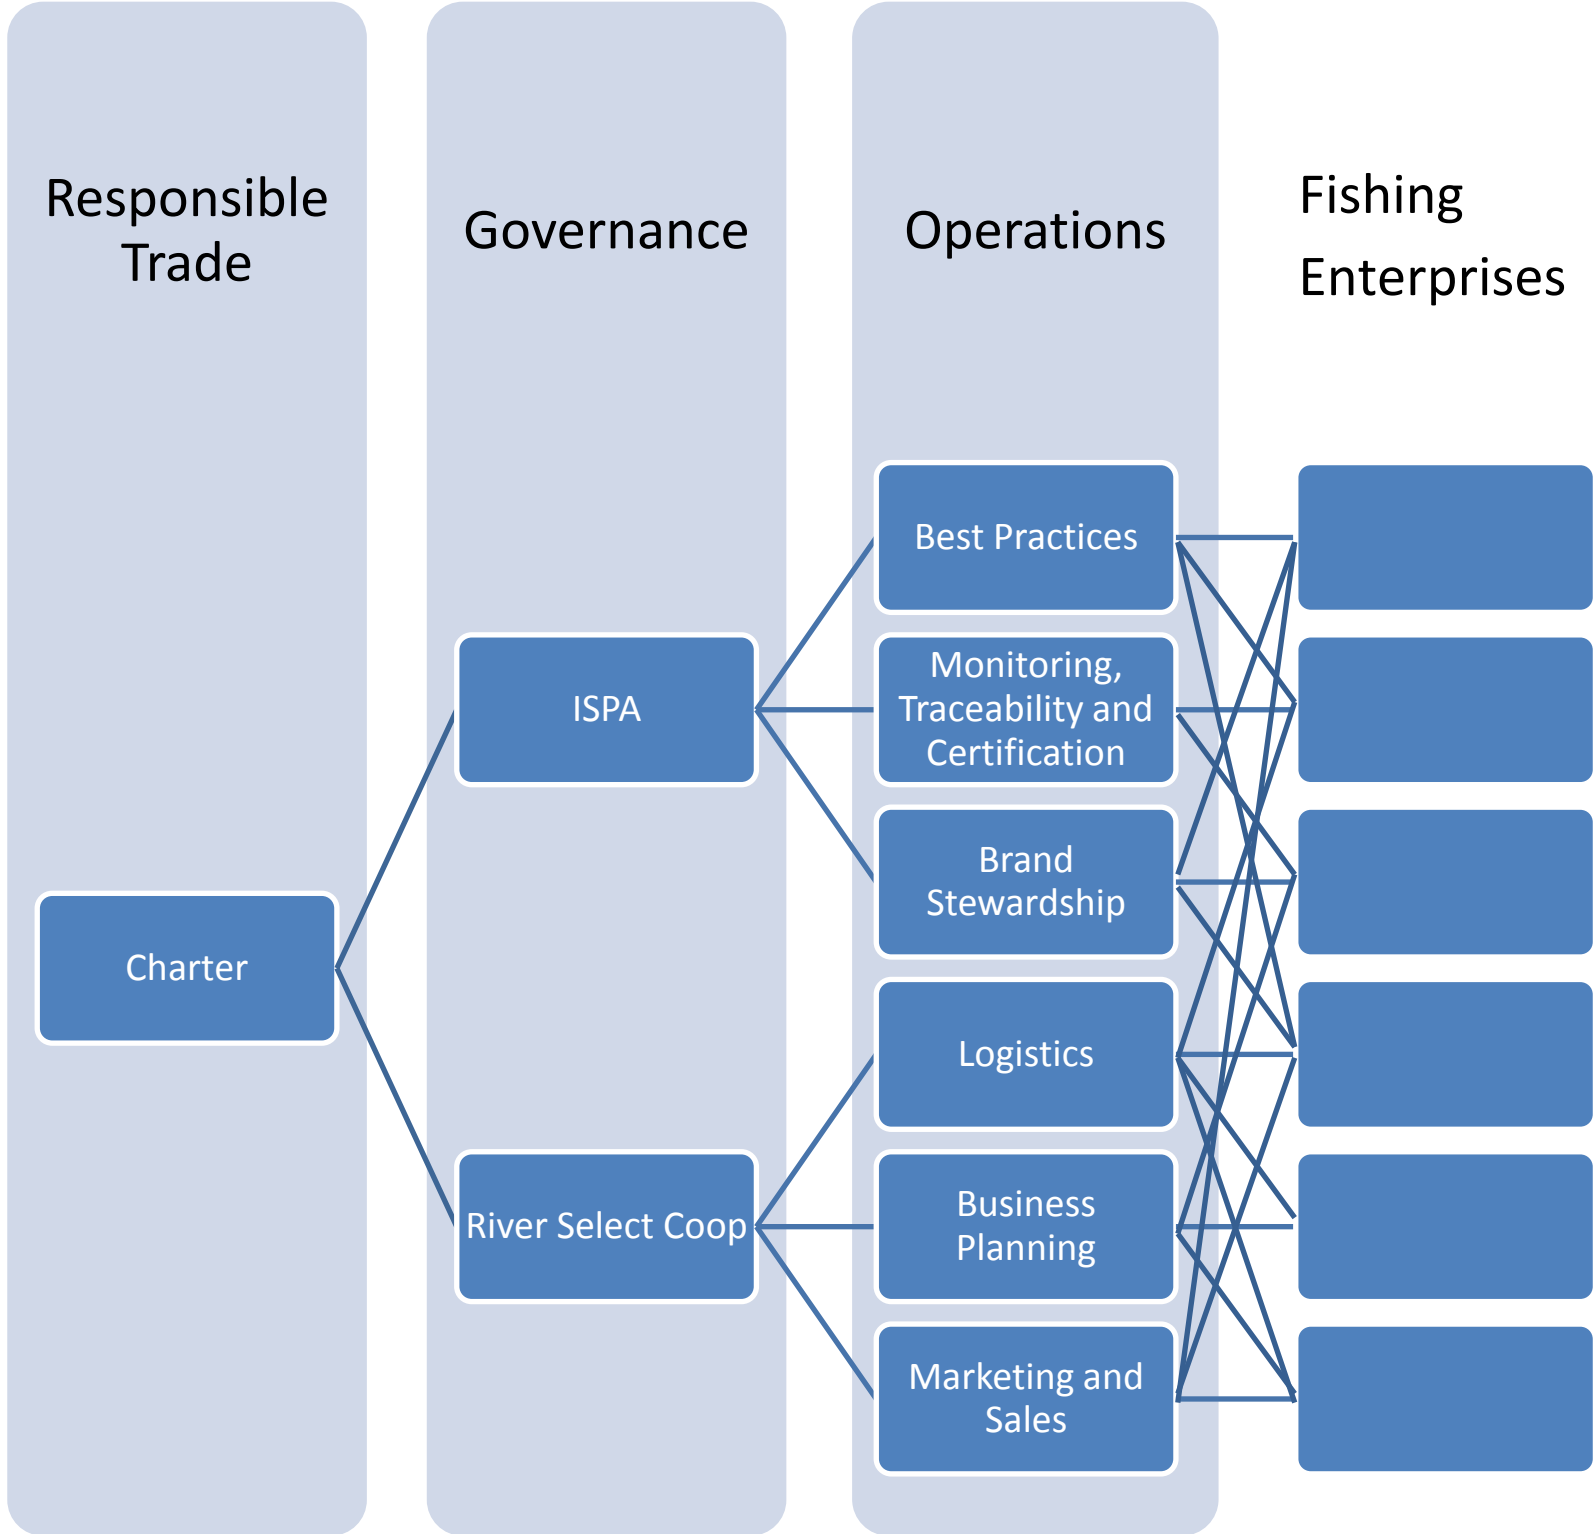 Responsible
Trade
Governance
Operations
Fishing
Enterprises
Best Practices
Monitoring,
Traceability and
Certification
ISPA
Brand
Stewardship
Charter
Logistics
River Select Coop
Business
Planning
Marketing and
Sales